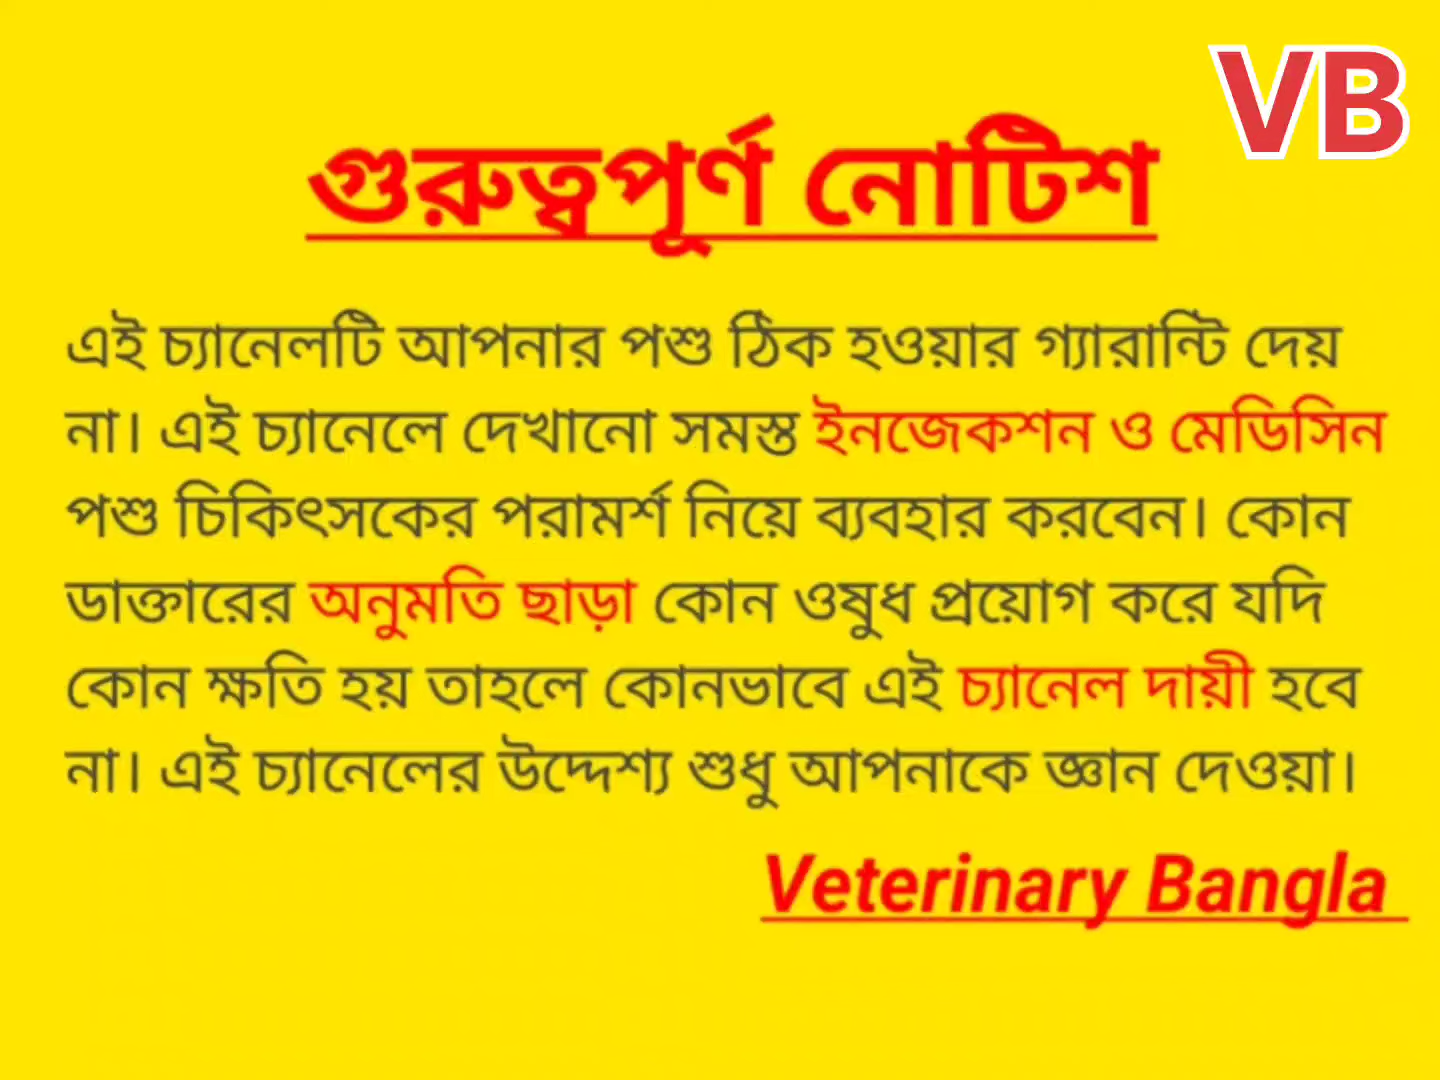 VB
গুরুত্বপূর্ণ নোটিশ
এই চ্যানেলটি আপনার পশু ঠিক হওয়ার গ্যারান্টি দেয়
না। এই চ্যানেলে দেখানো সমস্ত ইনজেকশন ও মেডিসিন
পশু চিকিৎসকের পরামর্শ নিয়ে ব্যবহার করবেন। কোন
ডাক্তারের অনুমতি ছাড়া কোন ওষুধ প্রয়োগ করে যদি
কোন ক্ষতি হয় তাহলে কোনভাবে এই চ্যানেল দায়ী হবে
না। এই চ্যানেলের উদ্দেশ্য শুধু আপনাকে জ্ঞান দেওয়া।
Veterinary Bangla